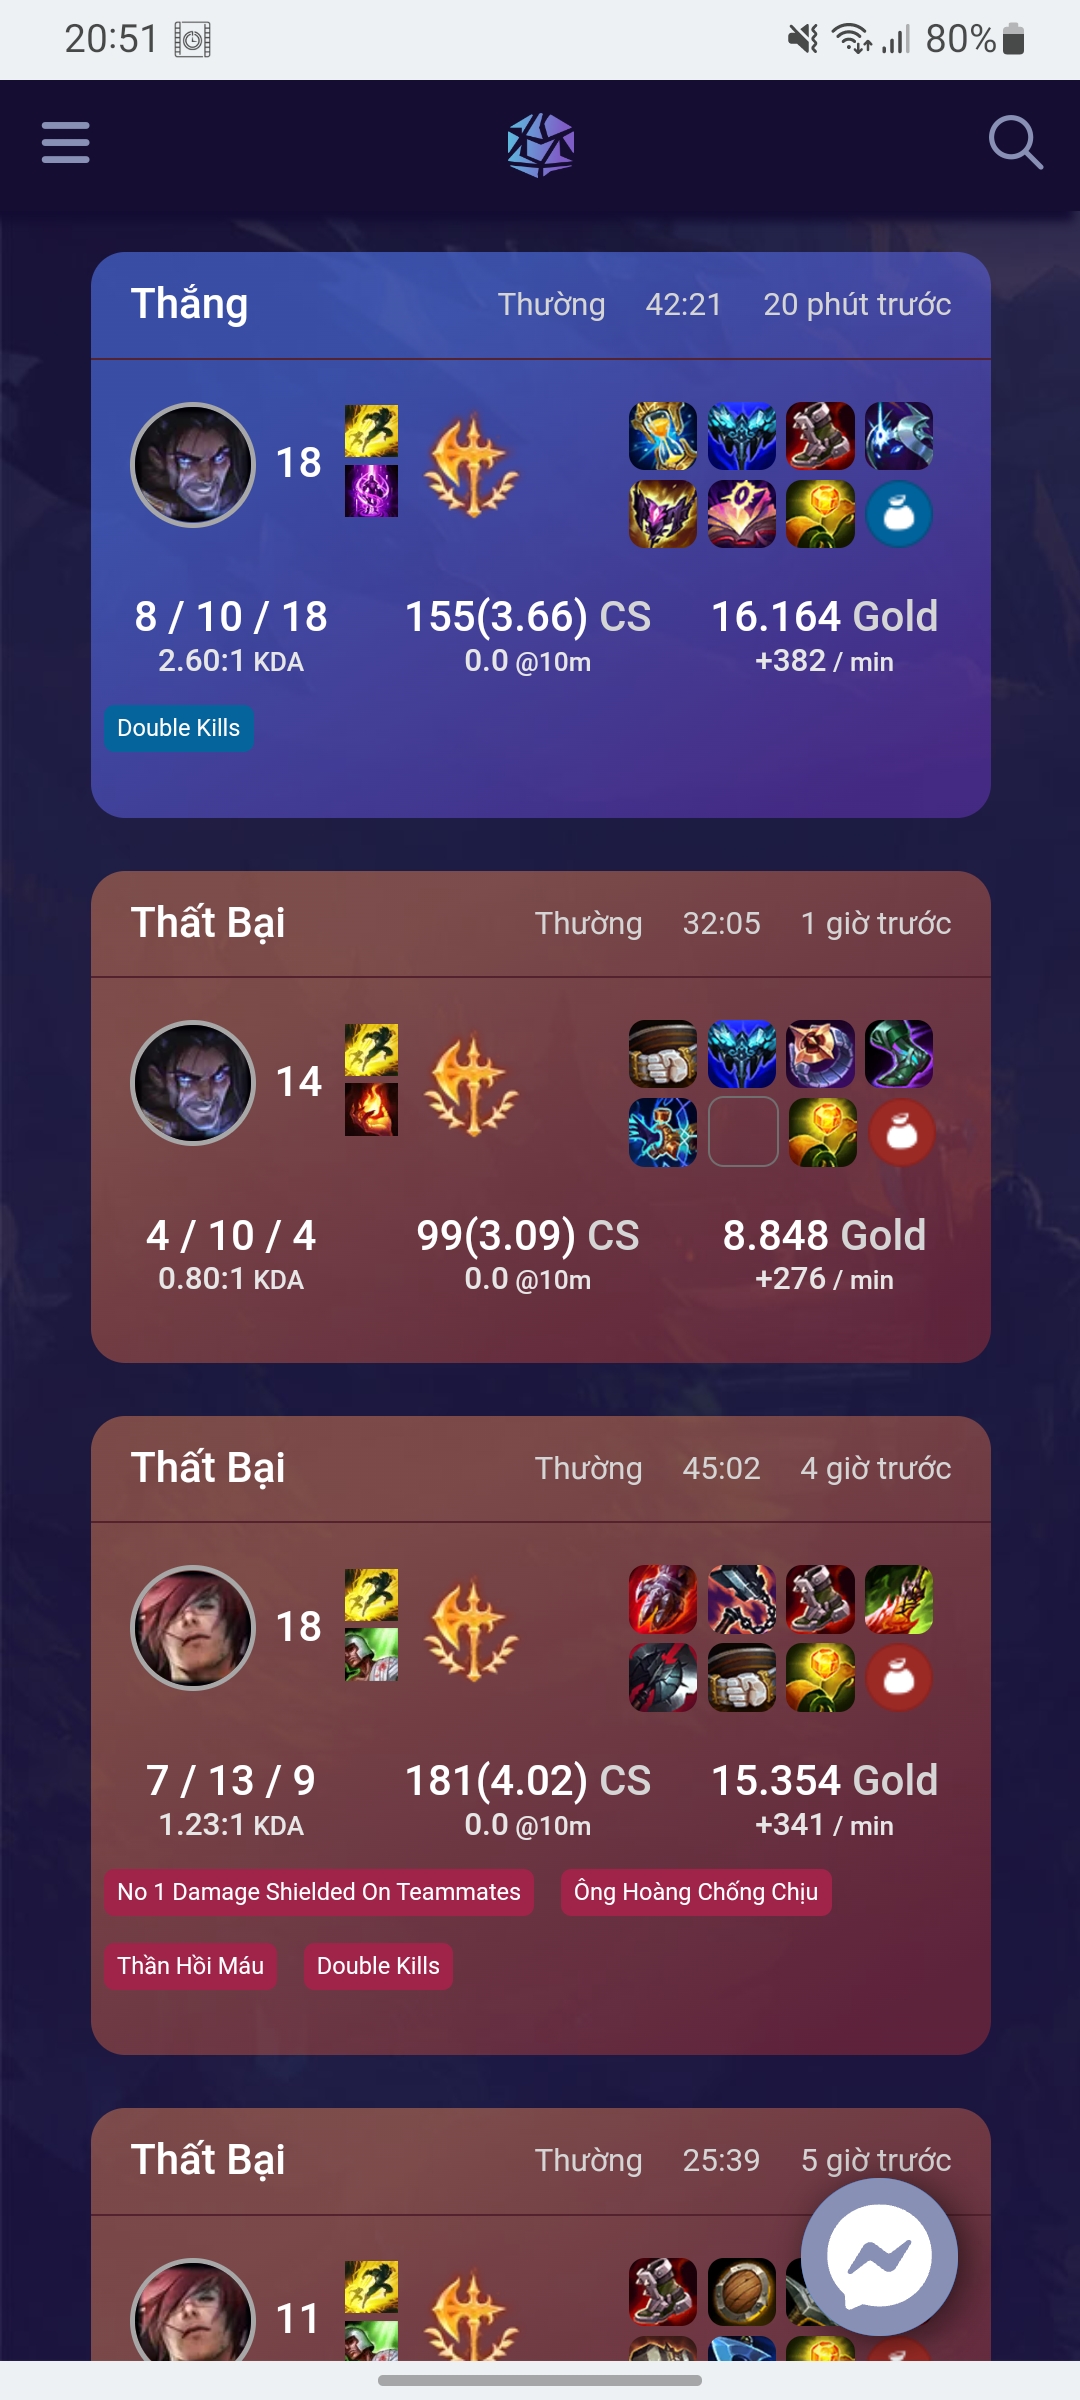 20:51 80%
Thắng Thường 42:21 20 phút trước
18
8 / 10 / 18 155(3.66) CS 16.164 Gold
2.60:1 KDA 0.0 @10m +382 / min
Double Kills
Thất Bại Thường 32:05 1 giờ trước
14
4 / 10 / 4 99(3.09) CS 8.848 Gold
0.80:1 KDA 0.0 @10m +276 / min
Thất Bại Thường 45:02 4 giờ trước
18
7 / 13 / 9 181(4.02) CS 15.354 Gold
1.23:1 KDA 0.0 @10m +341 / min
No 1 Damage Shielded On Teammates Ông Hoàng Chống Chịu
Thần Hồi Máu Double Kills
Thất Bại Thường 25:39 5 giờ trước
11